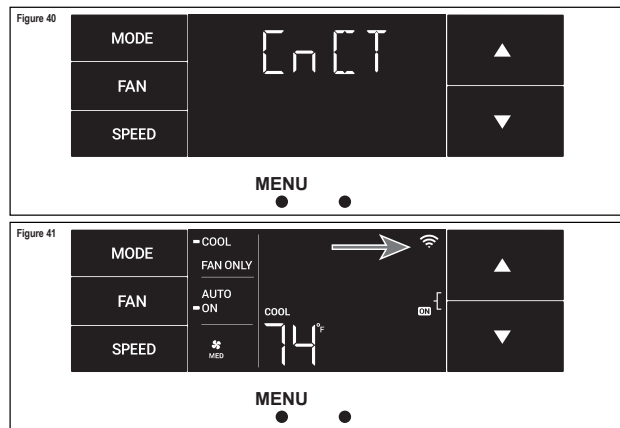 Figure 40
MODE
FAN
SPEED
CnCT
▲
▼
MENU
Figure 41
MODE
FAN
SPEED
COOL
FAN ONLY
AUTO
ON
MED
COOL
74°F
ON
▲
▼
MENU